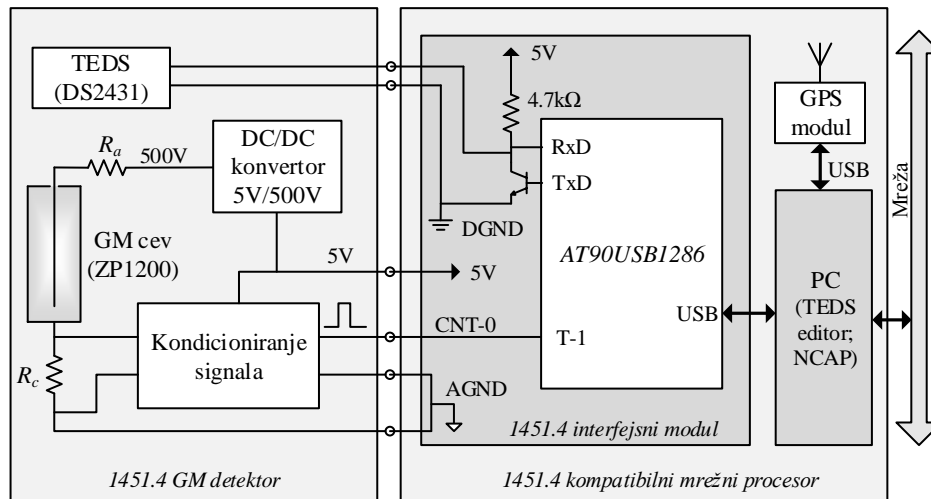 TEDS
(DS2431)
R_a
500V
DC/DC
konvertor
5V/500V
GM cev
(ZP1200)
5V
R_c
Kondicioniranje
signala
1451.4 GM detektor
5V
4.7kΩ
RxD
TxD
DGND
AT90USB1286
5V
USB
CNT-0
T-1
AGND
1451.4 interfejsni modul
GPS
modul
USB
PC
(TEDS
editor;
NCAP)
1451.4 kompatibilni mrežni procesor
Mreža